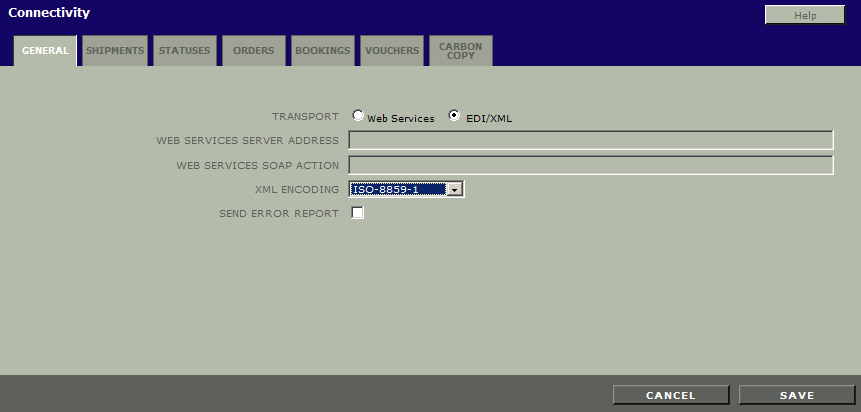 Connectivity
Help
GENERAL
SHIPMENTS
STATUSES
ORDERS
BOOKINGS
VOUCHERS
CARBON
COPY
TRANSPORT Web Services EDI/XML
WEB SERVICES SERVER ADDRESS
WEB SERVICES SOAP ACTION
XML ENCODING ISO-8859-1
SEND ERROR REPORT
CANCEL
SAVE